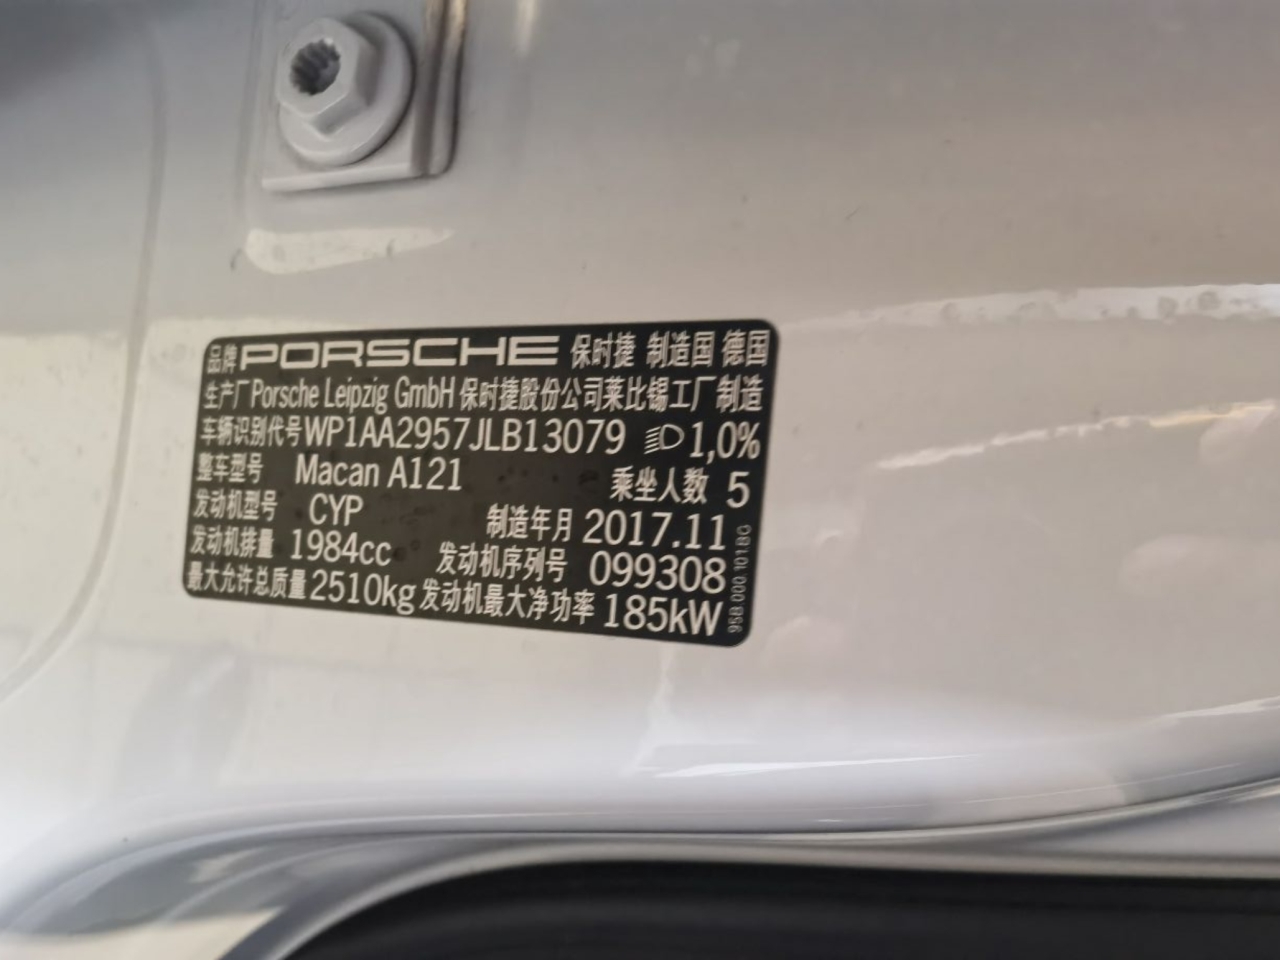 品牌 PORSCHE 保时捷 制造国 德国
生产厂 Porsche Leipzig GmbH 保时捷股份公司莱比锡工厂制造
车辆识别代号 WP1AA2957JLB13079 1,0%
整车型号 Macan A121 乘坐人数 5
发动机型号 CYP 制造年月 2017.11
发动机排量 1984cc 发动机序列号 099308
最大允许总质量 2510kg 发动机最大净功率 185kW
95B.000.101.BG